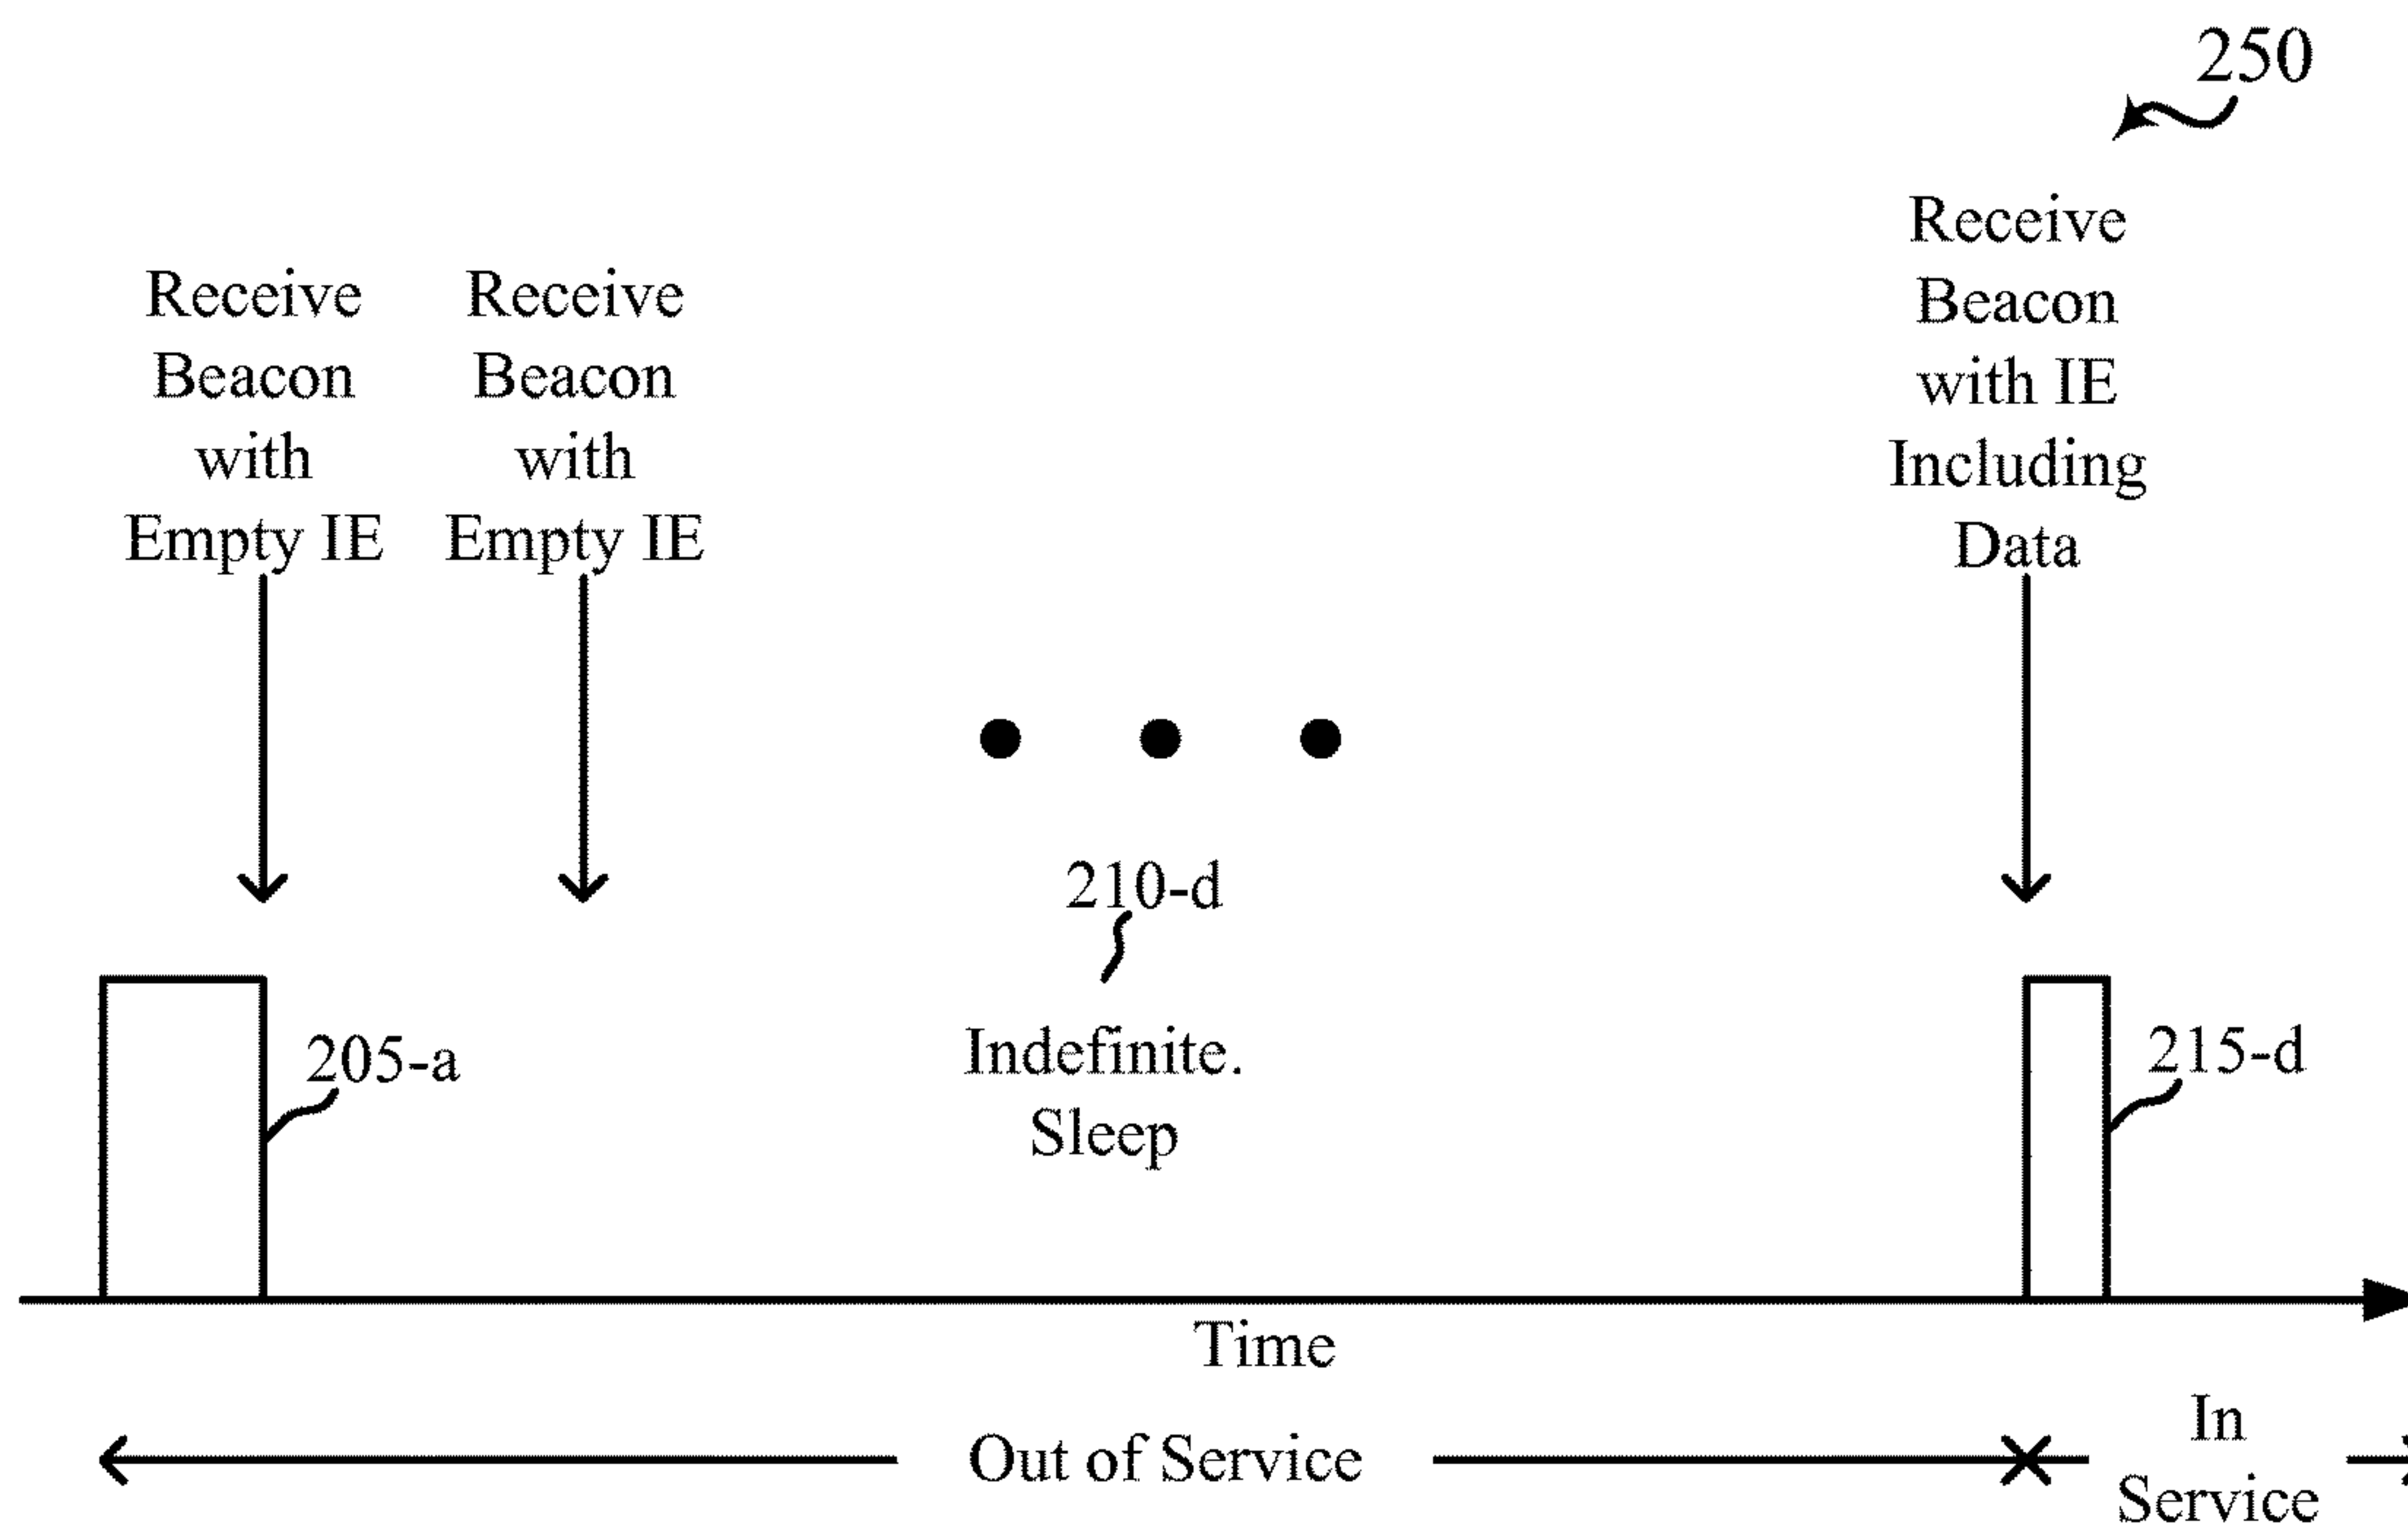 250
Receive
Beacon
with
Empty IE
Receive
Beacon
with
Empty IE
Receive
Beacon
with IE
Including
Data
210-d
Indefinite.
Sleep
205-a
215-d
Time
Out of Service
In
Service